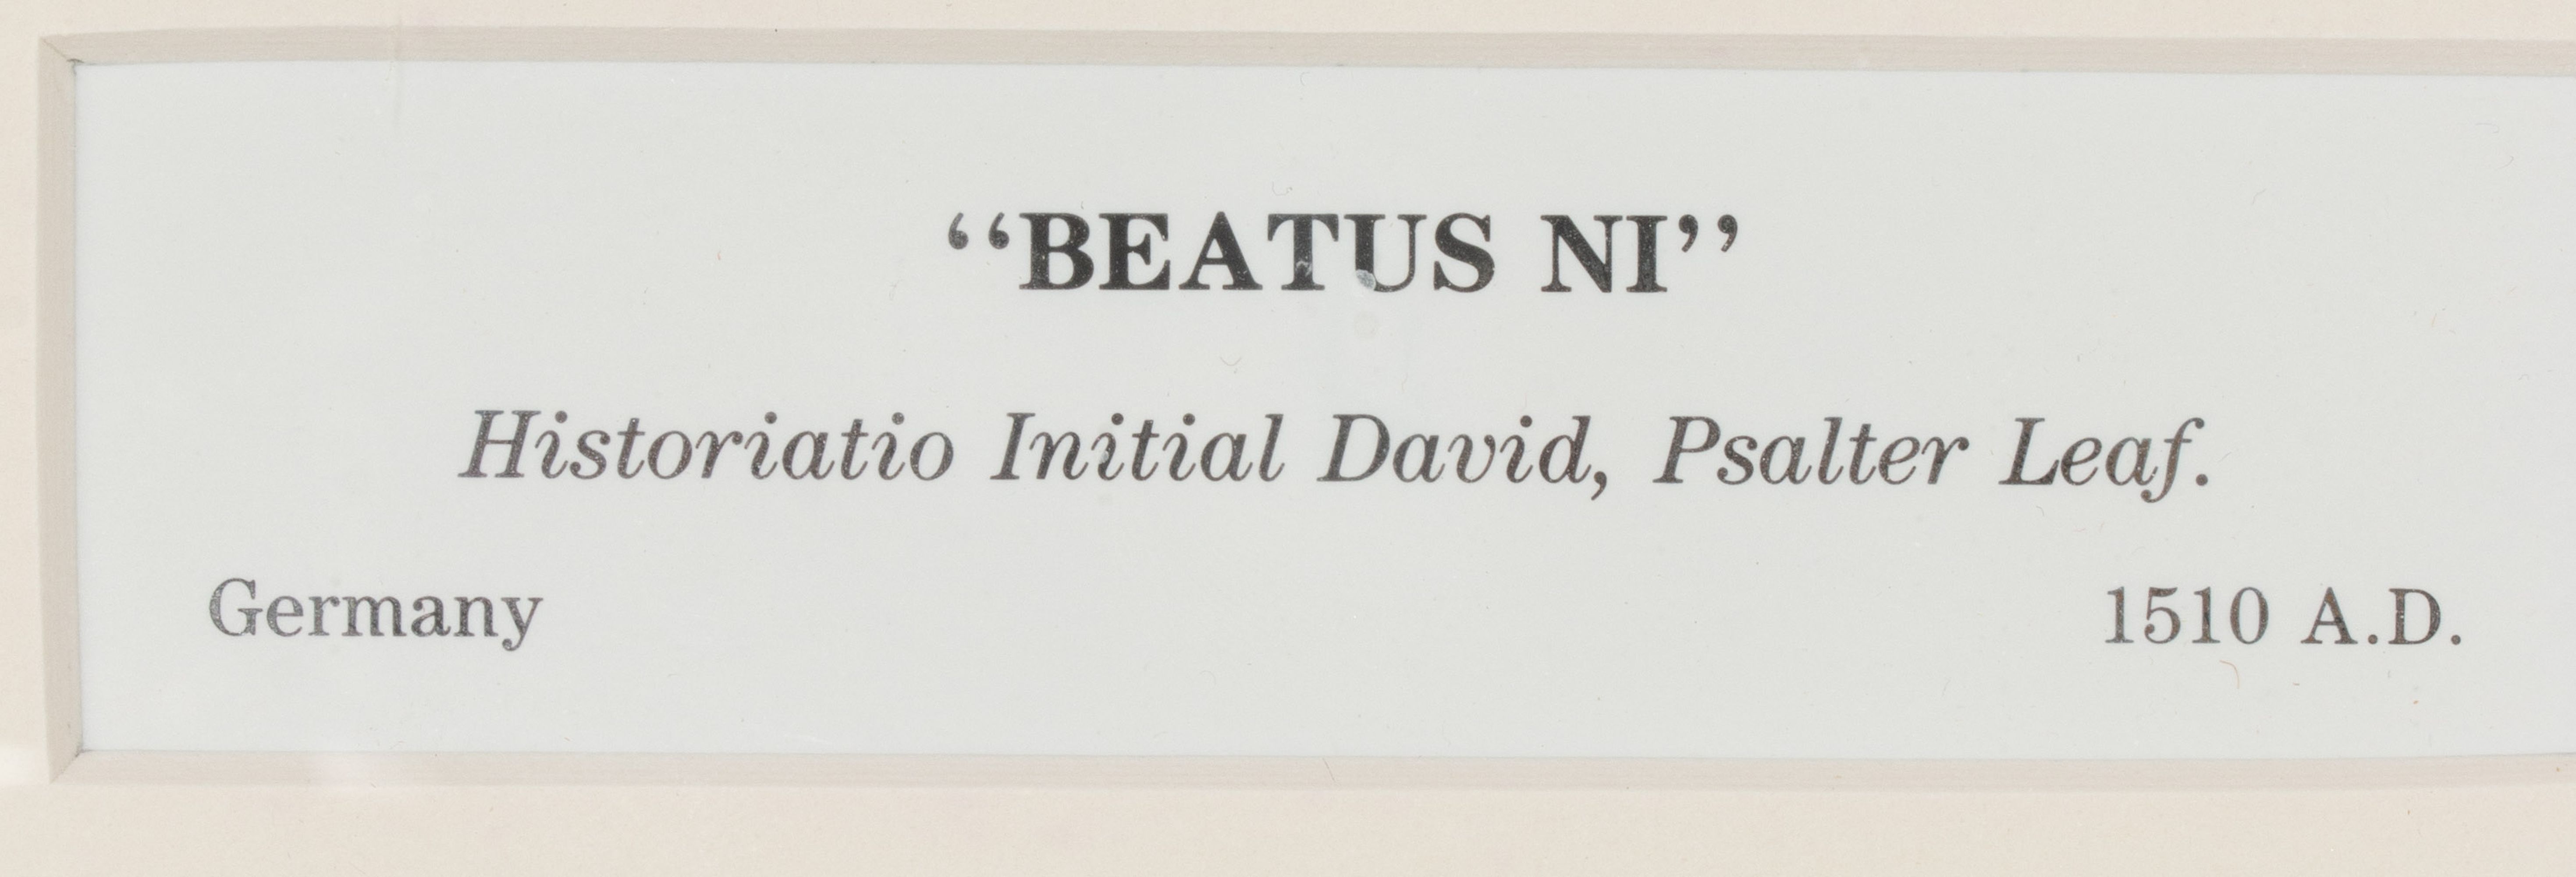 “BEATUS NI”
Historiatio Initial David, Psalter Leaf.
Germany 1510 A.D.